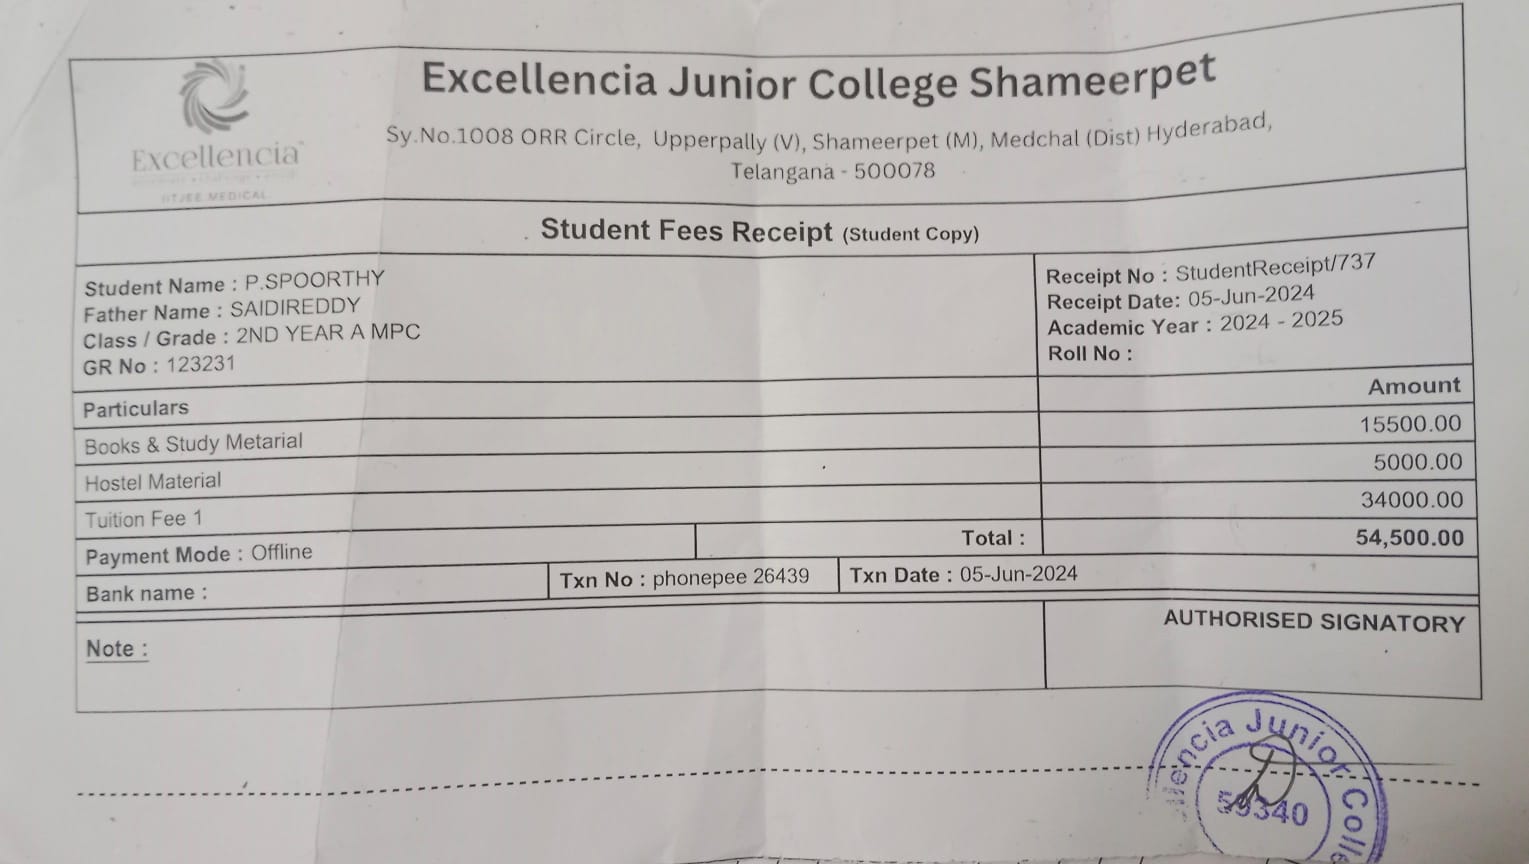 Excellencia Junior College Shameerpet
Sy.No.1008 ORR Circle, Upperpally (V), Shameerpet (M), Medchal (Dist) Hyderabad,
Telangana - 500078
Excellencia
IITJEE MEDICAL
Student Fees Receipt (Student Copy)
Student Name : P.SPOORTHY
Father Name : SAIDIREDDY
Class / Grade : 2ND YEAR A MPC
GR No : 123231
Receipt No : StudentReceipt/737
Receipt Date: 05-Jun-2024
Academic Year : 2024 - 2025
Roll No :
Particulars Amount
Books & Study Metarial 15500.00
Hostel Material 5000.00
Tuition Fee 1 34000.00
Payment Mode : Offline Total : 54,500.00
Bank name : Txn No : phonepee 26439 Txn Date : 05-Jun-2024
Note :
AUTHORISED SIGNATORY
llencia Junior Colle
59340